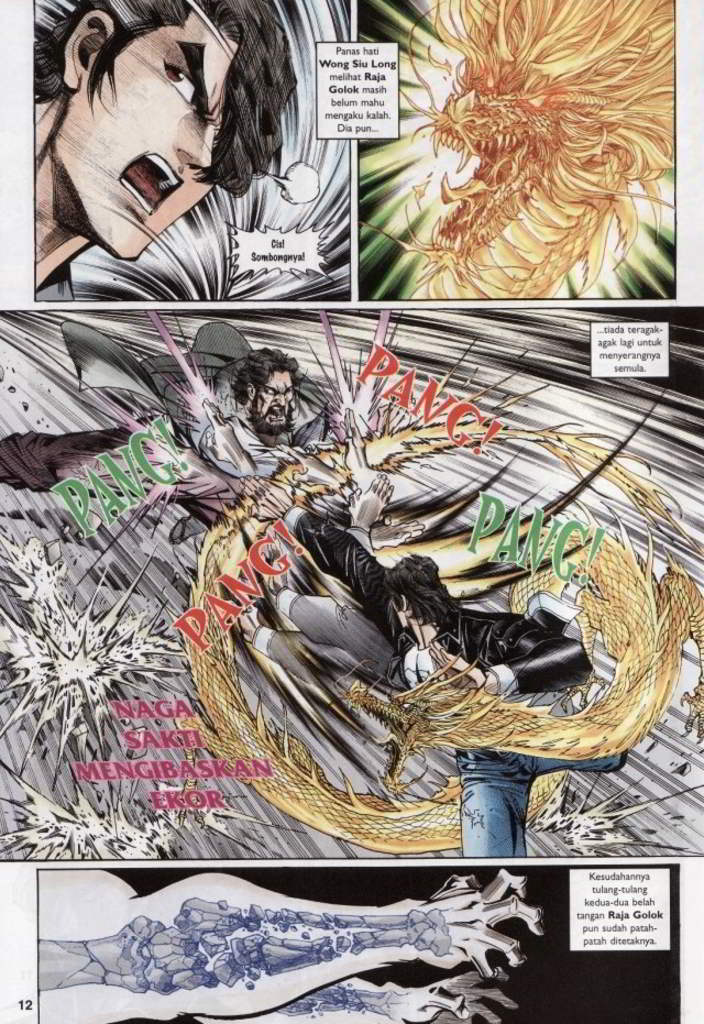 Panas hati
Wong Siu Long
melihat Raja
Golok masih
belum mahu
mengaku kalah.
Dia pun...
Cis!
Sombongnya!
...tiada teragak-
agak lagi untuk
menyerangnya
semula.
PANG!
PANG!
PANG!
PANG!
NAGA
SAKTI
MENGIBASKAN
EKOR
Kesudahannya
tulang-tulang
kedua-dua belah
tangan Raja Golok
pun sudah patah-
patah ditetaknya.
12